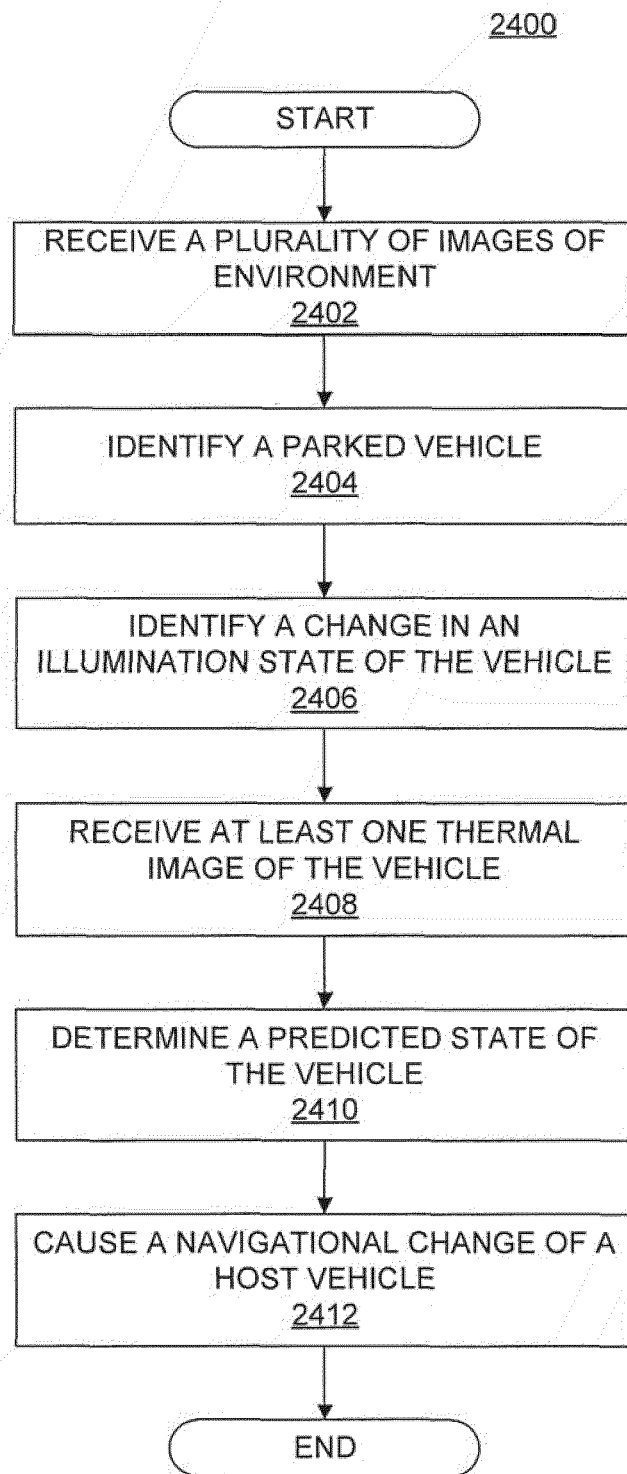 2400
START
RECEIVE A PLURALITY OF IMAGES OF
ENVIRONMENT
2402
IDENTIFY A PARKED VEHICLE
2404
IDENTIFY A CHANGE IN AN
ILLUMINATION STATE OF THE VEHICLE
2406
RECEIVE AT LEAST ONE THERMAL
IMAGE OF THE VEHICLE
2408
DETERMINE A PREDICTED STATE OF
THE VEHICLE
2410
CAUSE A NAVIGATIONAL CHANGE OF A
HOST VEHICLE
2412
END